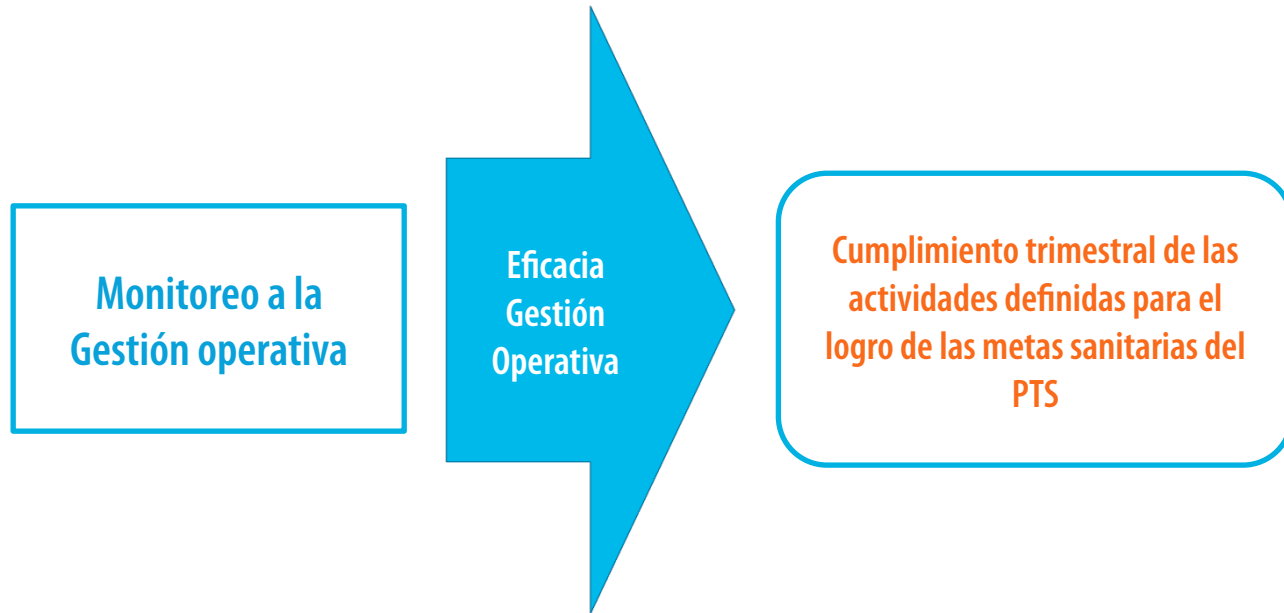 Monitoreo a la
Gestión operativa
Eficacia
Gestión
Operativa
Cumplimiento trimestral de las
actividades definidas para el
logro de las metas sanitarias del
PTS